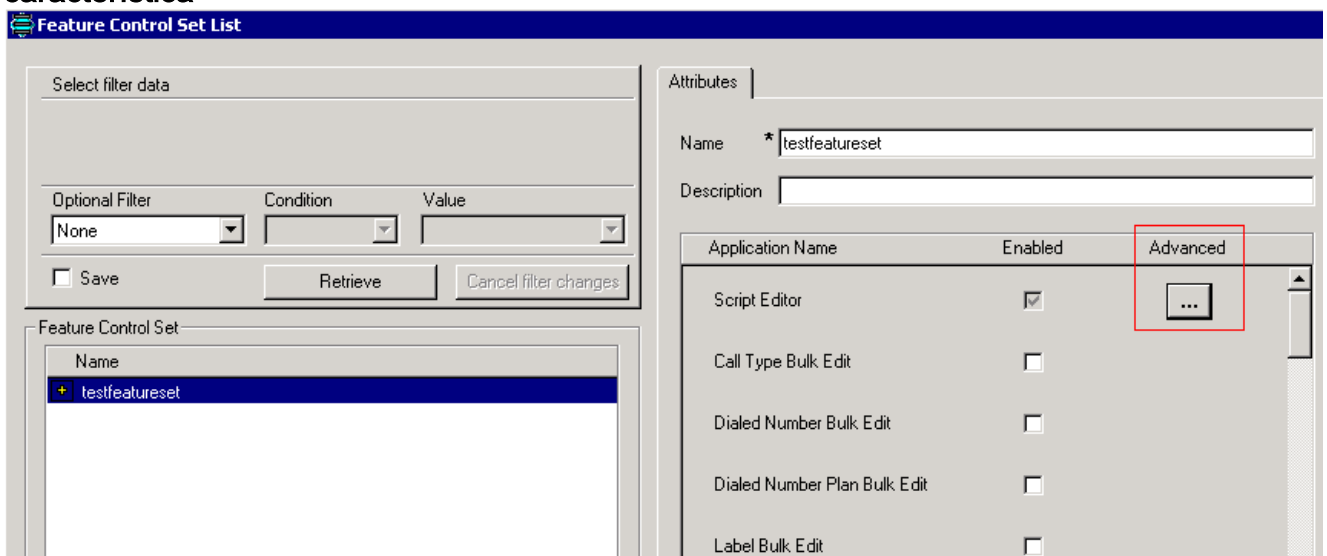 Feature Control Set List
Select filter data
Optional Filter Condition Value
None
Save Retrieve Cancel filter changes
Feature Control Set
Name
testfeatureset
Attributes
Name * testfeatureset
Description
Application Name Enabled Advanced
Script Editor ...
Call Type Bulk Edit
Dialed Number Bulk Edit
Dialed Number Plan Bulk Edit
Label Bulk Edit